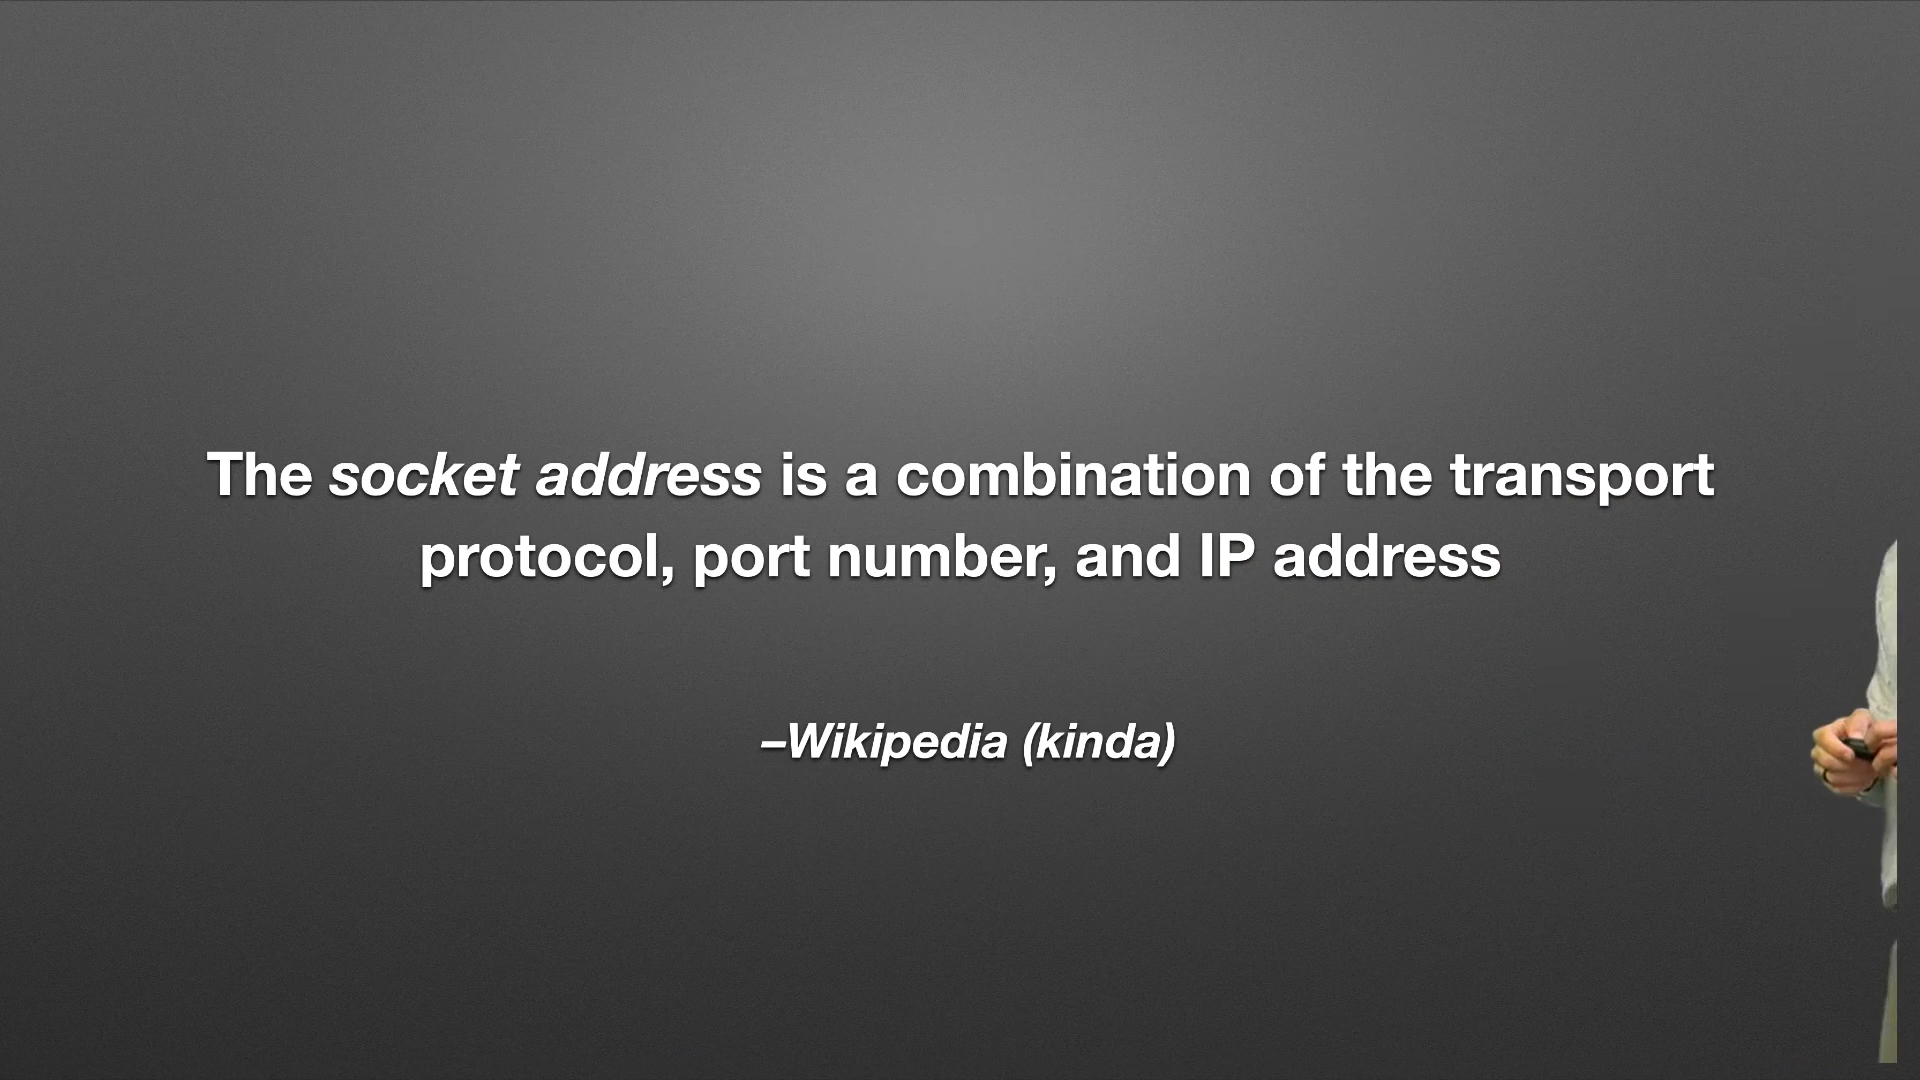 The socket address is a combination of the transport
protocol, port number, and IP address
–Wikipedia (kinda)